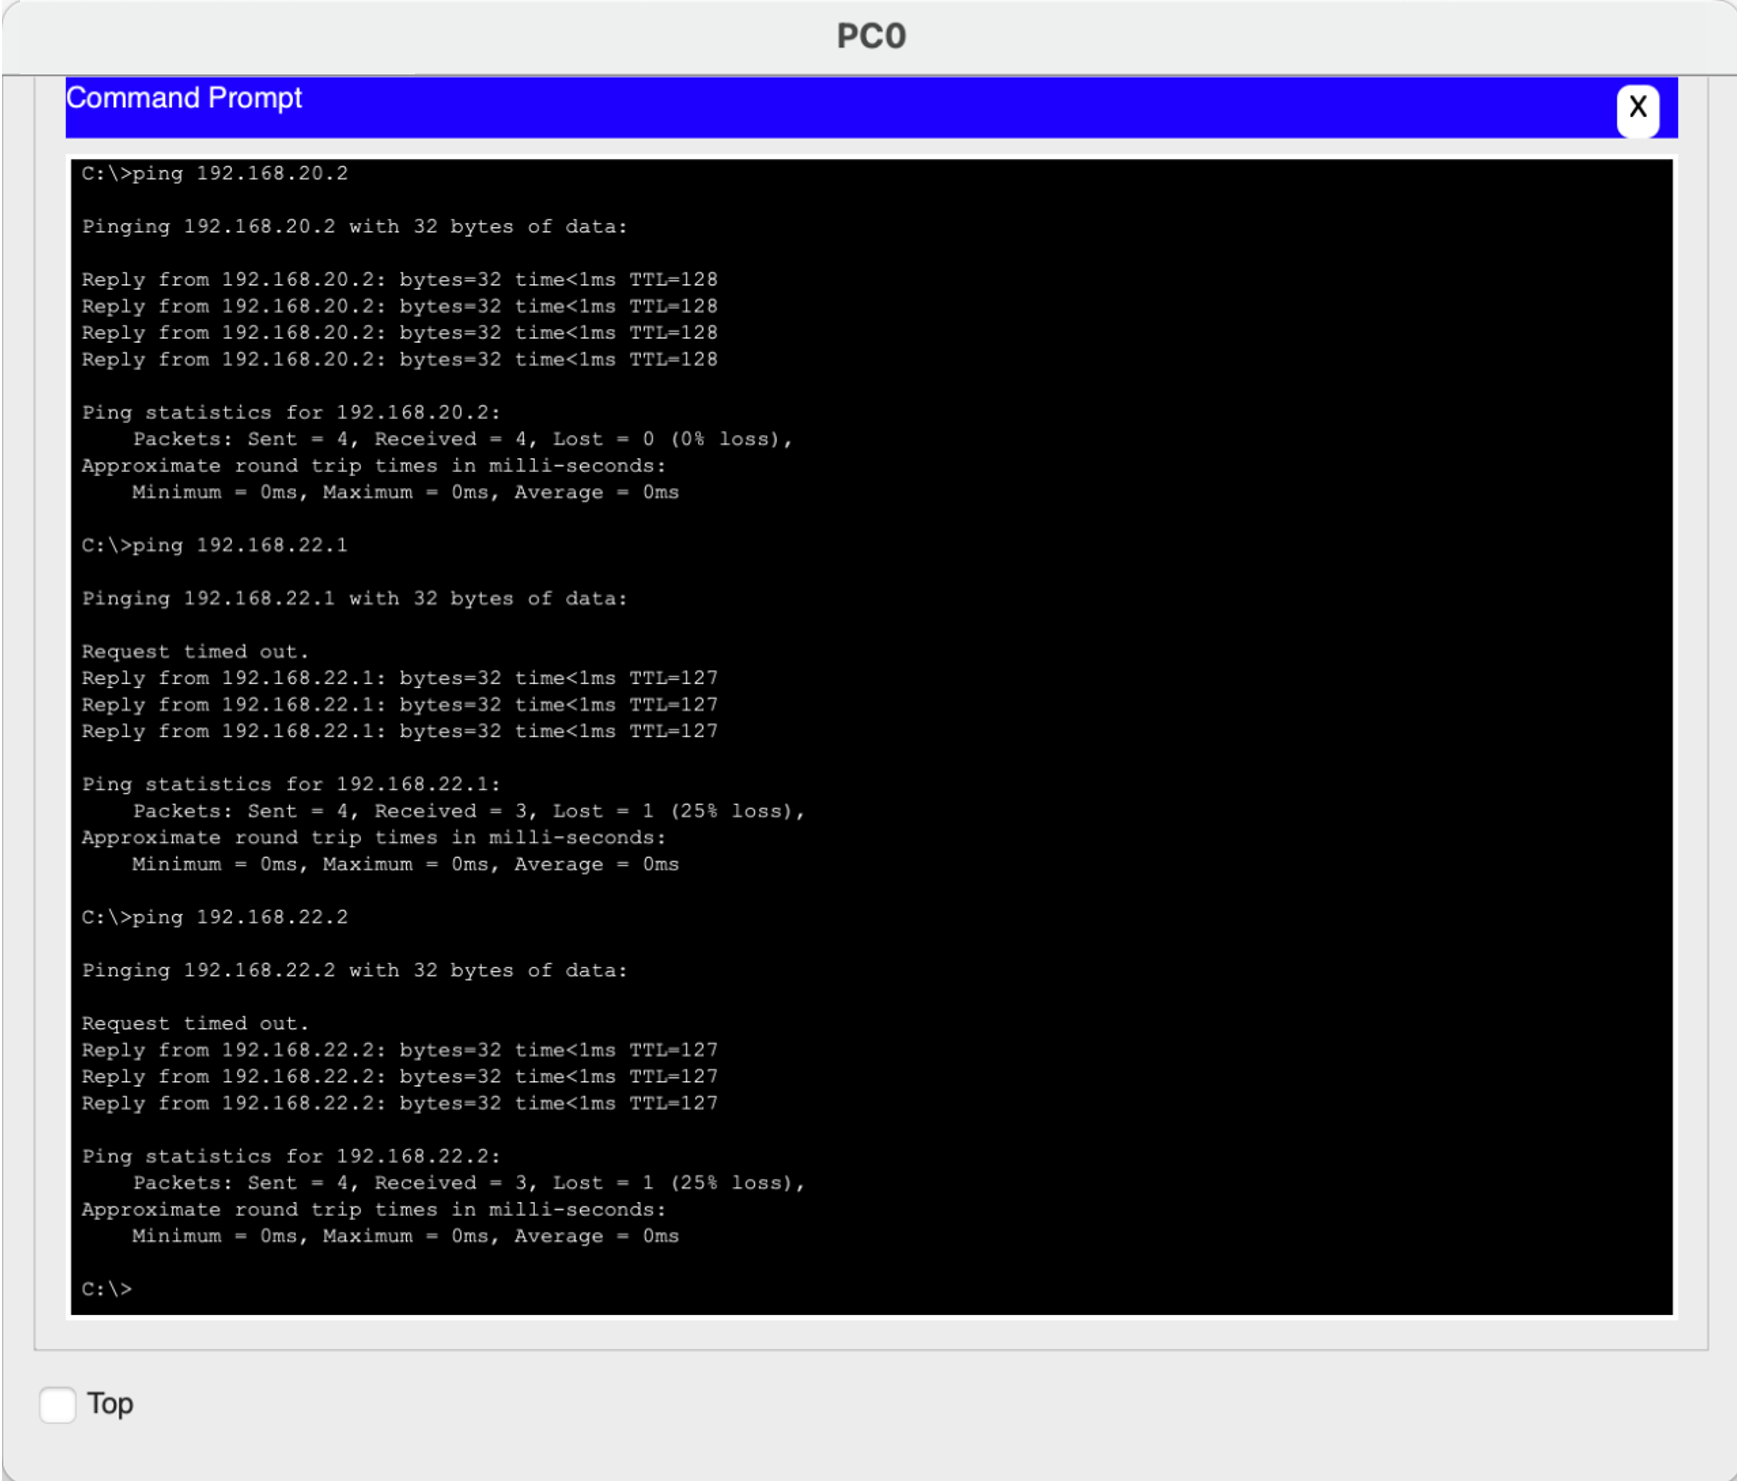 PC0
Command Prompt
X
C:\>ping 192.168.20.2
Pinging 192.168.20.2 with 32 bytes of data:
Reply from 192.168.20.2: bytes=32 time<1ms TTL=128
Reply from 192.168.20.2: bytes=32 time<1ms TTL=128
Reply from 192.168.20.2: bytes=32 time<1ms TTL=128
Reply from 192.168.20.2: bytes=32 time<1ms TTL=128
Ping statistics for 192.168.20.2:
    Packets: Sent = 4, Received = 4, Lost = 0 (0% loss),
Approximate round trip times in milli-seconds:
    Minimum = 0ms, Maximum = 0ms, Average = 0ms
C:\>ping 192.168.22.1
Pinging 192.168.22.1 with 32 bytes of data:
Request timed out.
Reply from 192.168.22.1: bytes=32 time<1ms TTL=127
Reply from 192.168.22.1: bytes=32 time<1ms TTL=127
Reply from 192.168.22.1: bytes=32 time<1ms TTL=127
Ping statistics for 192.168.22.1:
    Packets: Sent = 4, Received = 3, Lost = 1 (25% loss),
Approximate round trip times in milli-seconds:
    Minimum = 0ms, Maximum = 0ms, Average = 0ms
C:\>ping 192.168.22.2
Pinging 192.168.22.2 with 32 bytes of data:
Request timed out.
Reply from 192.168.22.2: bytes=32 time<1ms TTL=127
Reply from 192.168.22.2: bytes=32 time<1ms TTL=127
Reply from 192.168.22.2: bytes=32 time<1ms TTL=127
Ping statistics for 192.168.22.2:
    Packets: Sent = 4, Received = 3, Lost = 1 (25% loss),
Approximate round trip times in milli-seconds:
    Minimum = 0ms, Maximum = 0ms, Average = 0ms
C:\>
Top